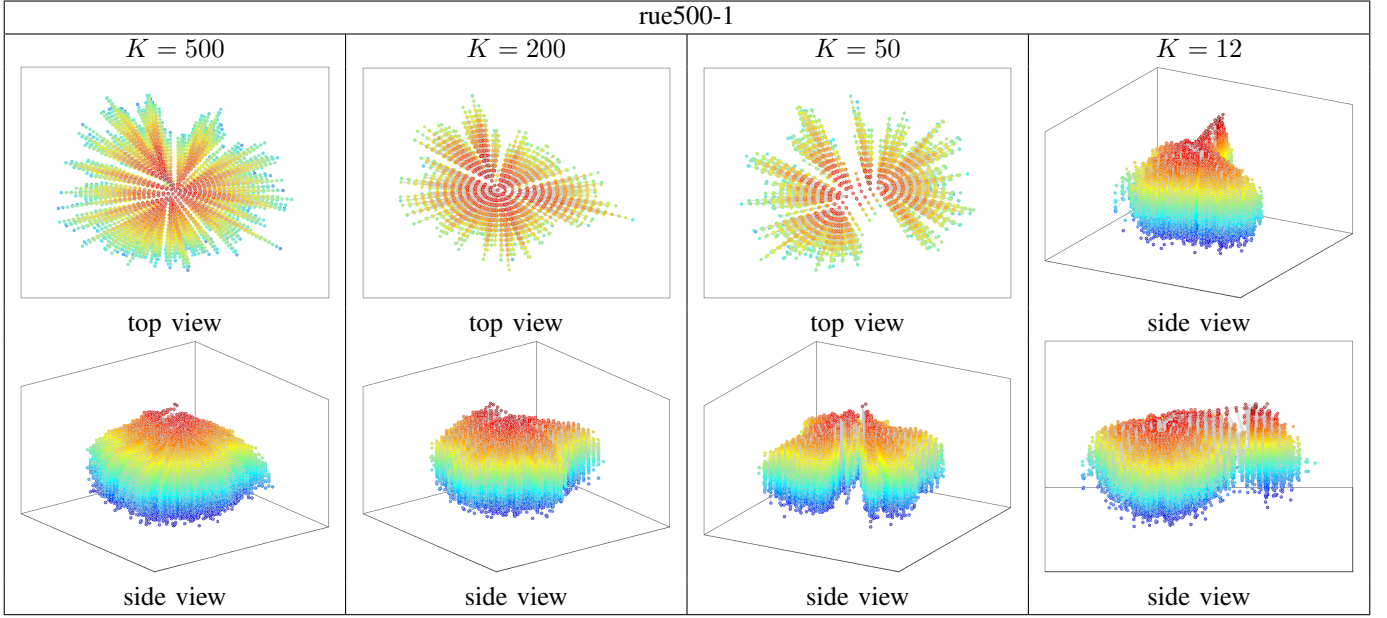 rue500-1
K = 500
K = 200
K = 50
K = 12
top view
top view
top view
side view
side view
side view
side view
side view